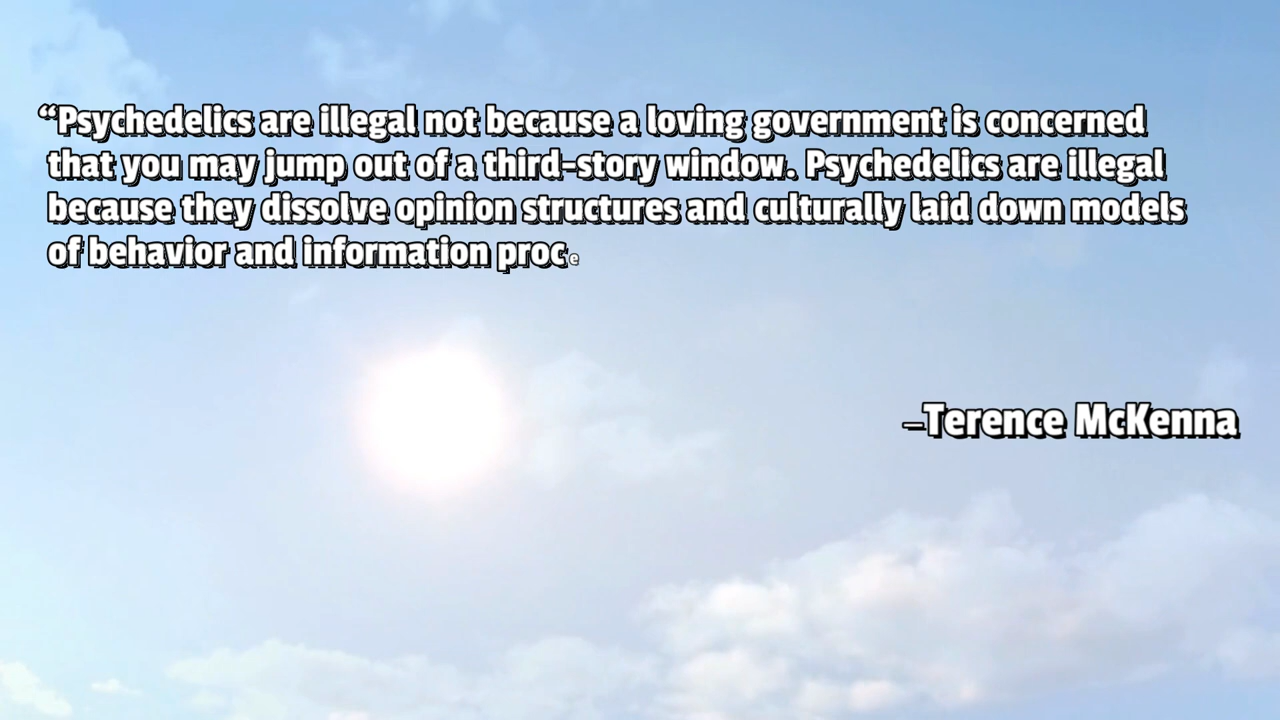 “Psychedelics are illegal not because a loving government is concerned
that you may jump out of a third-story window. Psychedelics are illegal
because they dissolve opinion structures and culturally laid down models
of behavior and information proce
–Terence McKenna